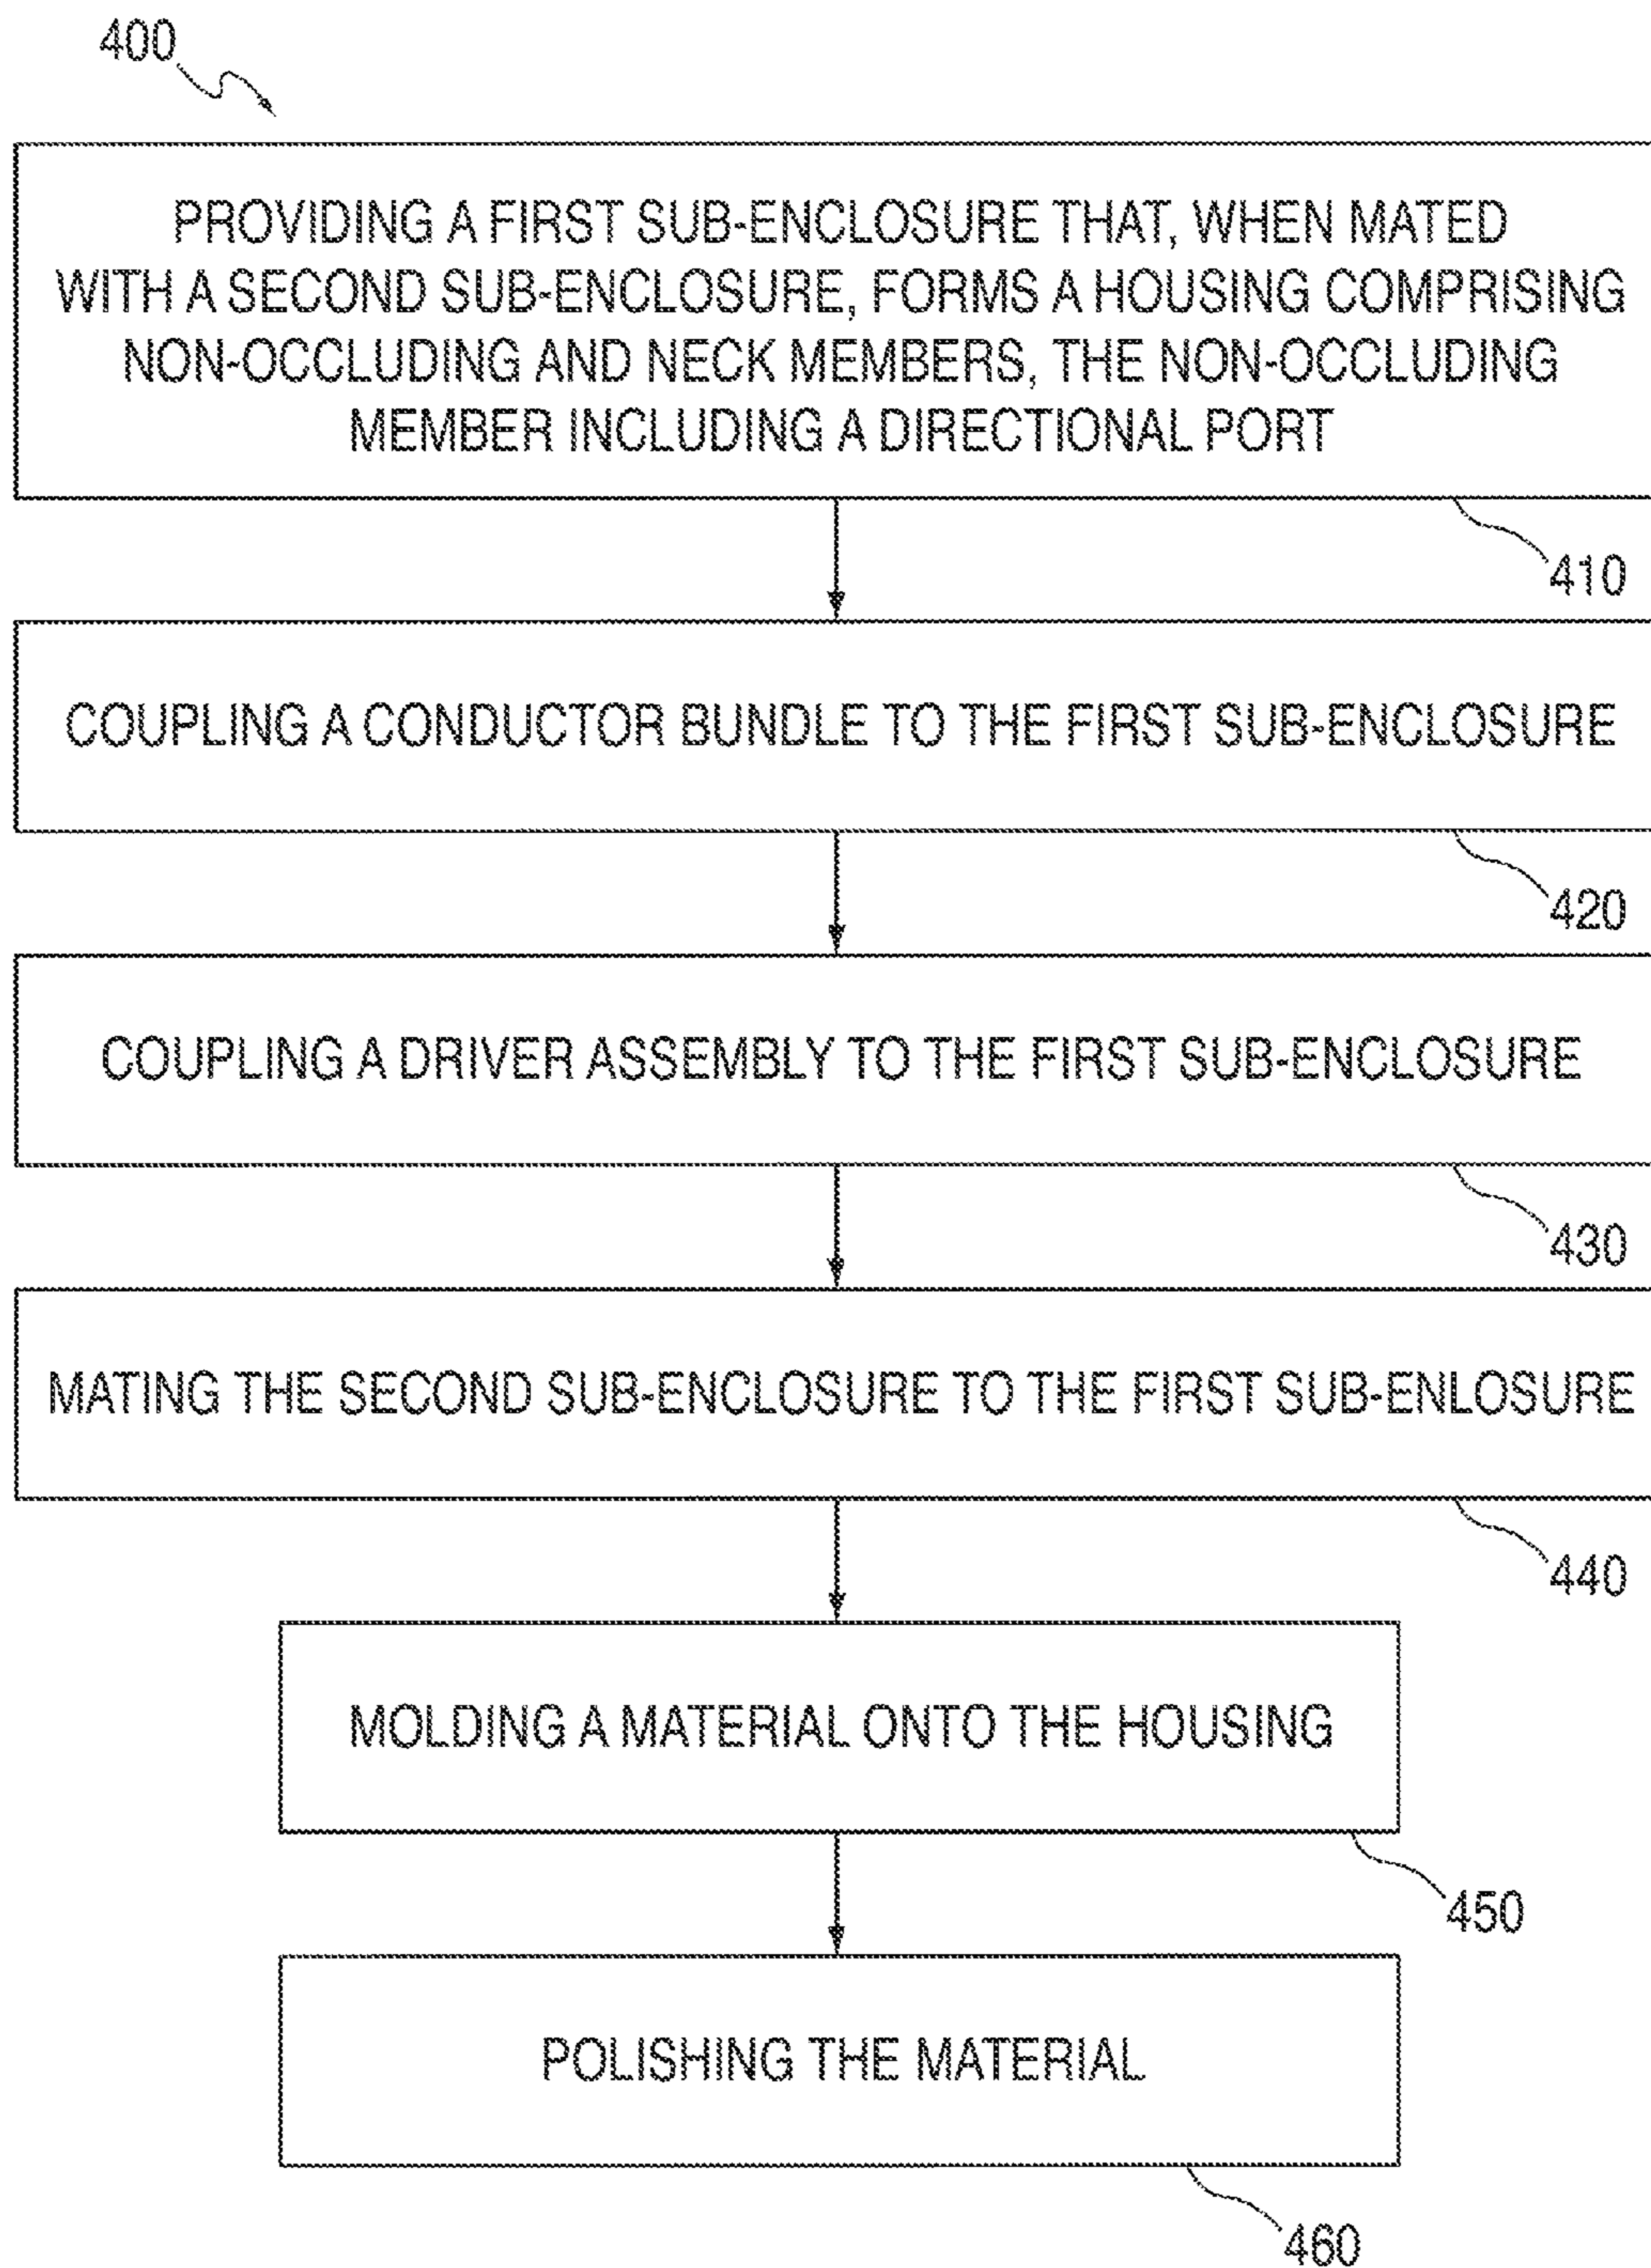 400
PROVIDING A FIRST SUB-ENCLOSURE THAT, WHEN MATED
WITH A SECOND SUB-ENCLOSURE, FORMS A HOUSING COMPRISING
NON-OCCLUDING AND NECK MEMBERS, THE NON-OCCLUDING
MEMBER INCLUDING A DIRECTIONAL PORT
410
COUPLING A CONDUCTOR BUNDLE TO THE FIRST SUB-ENCLOSURE
420
COUPLING A DRIVER ASSEMBLY TO THE FIRST SUB-ENCLOSURE
430
MATING THE SECOND SUB-ENCLOSURE TO THE FIRST SUB-ENLOSURE
440
MOLDING A MATERIAL ONTO THE HOUSING
450
POLISHING THE MATERIAL
460